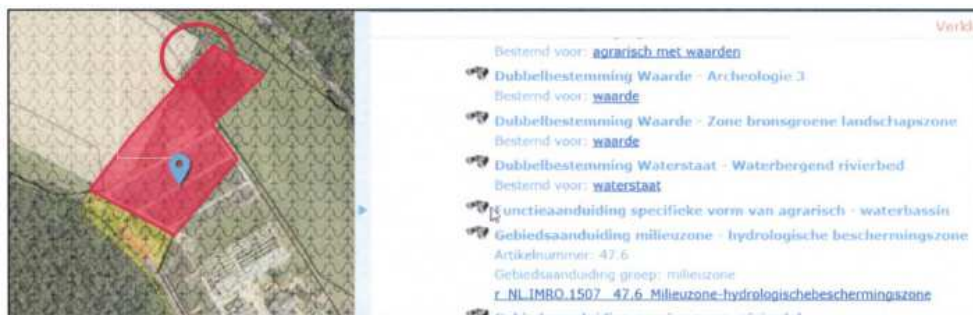 Bestemd voor: agrarisch met waarden
Dubbelbestemming Waarde - Archeologie 3
Bestemd voor: waarde
Dubbelbestemming Waarde - Zone bronsgroene landschapszone
Bestemd voor: waarde
Dubbelbestemming Waterstaat - Waterbergend rivierbed
Bestemd voor: waterstaat
Functieaanduiding specifieke vorm van agrarisch - waterbassin
Gebiedsaanduiding milieuzone - hydrologische beschermingszone
Artikelnummer: 47.6
Gebiedsaanduiding groep: milieuzone
r_NL.IMRO.1507__47.6_Milieuzone-hydrologischebeschermingszone